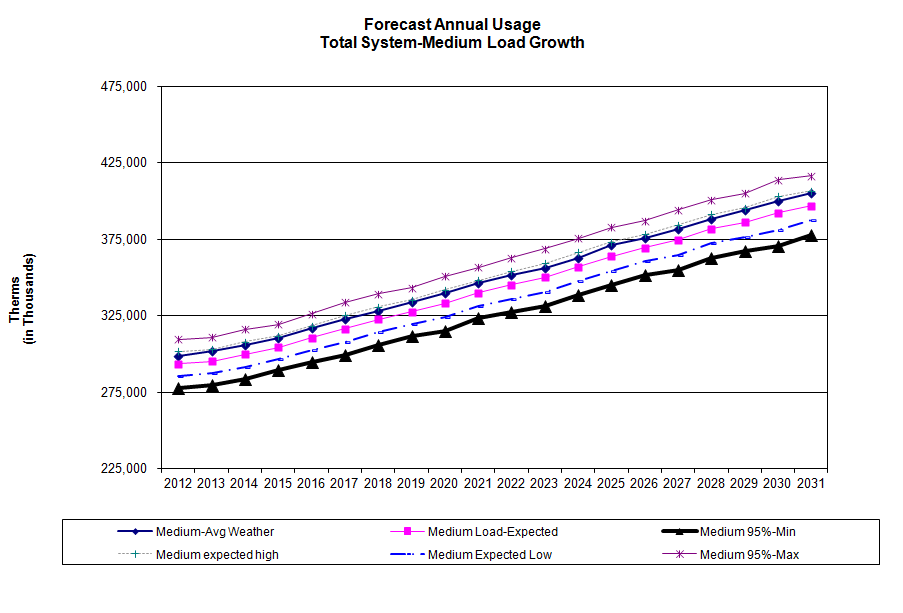 Forecast Annual Usage
Total System-Medium Load Growth
475,000
425,000
375,000
325,000
275,000
225,000
Therms
(in Thousands)
2012 2013 2014 2015 2016 2017 2018 2019 2020 2021 2022 2023 2024 2025 2026 2027 2028 2029 2030 2031
Medium-Avg Weather Medium Load-Expected Medium 95%-Min
Medium expected high Medium Expected Low Medium 95%-Max